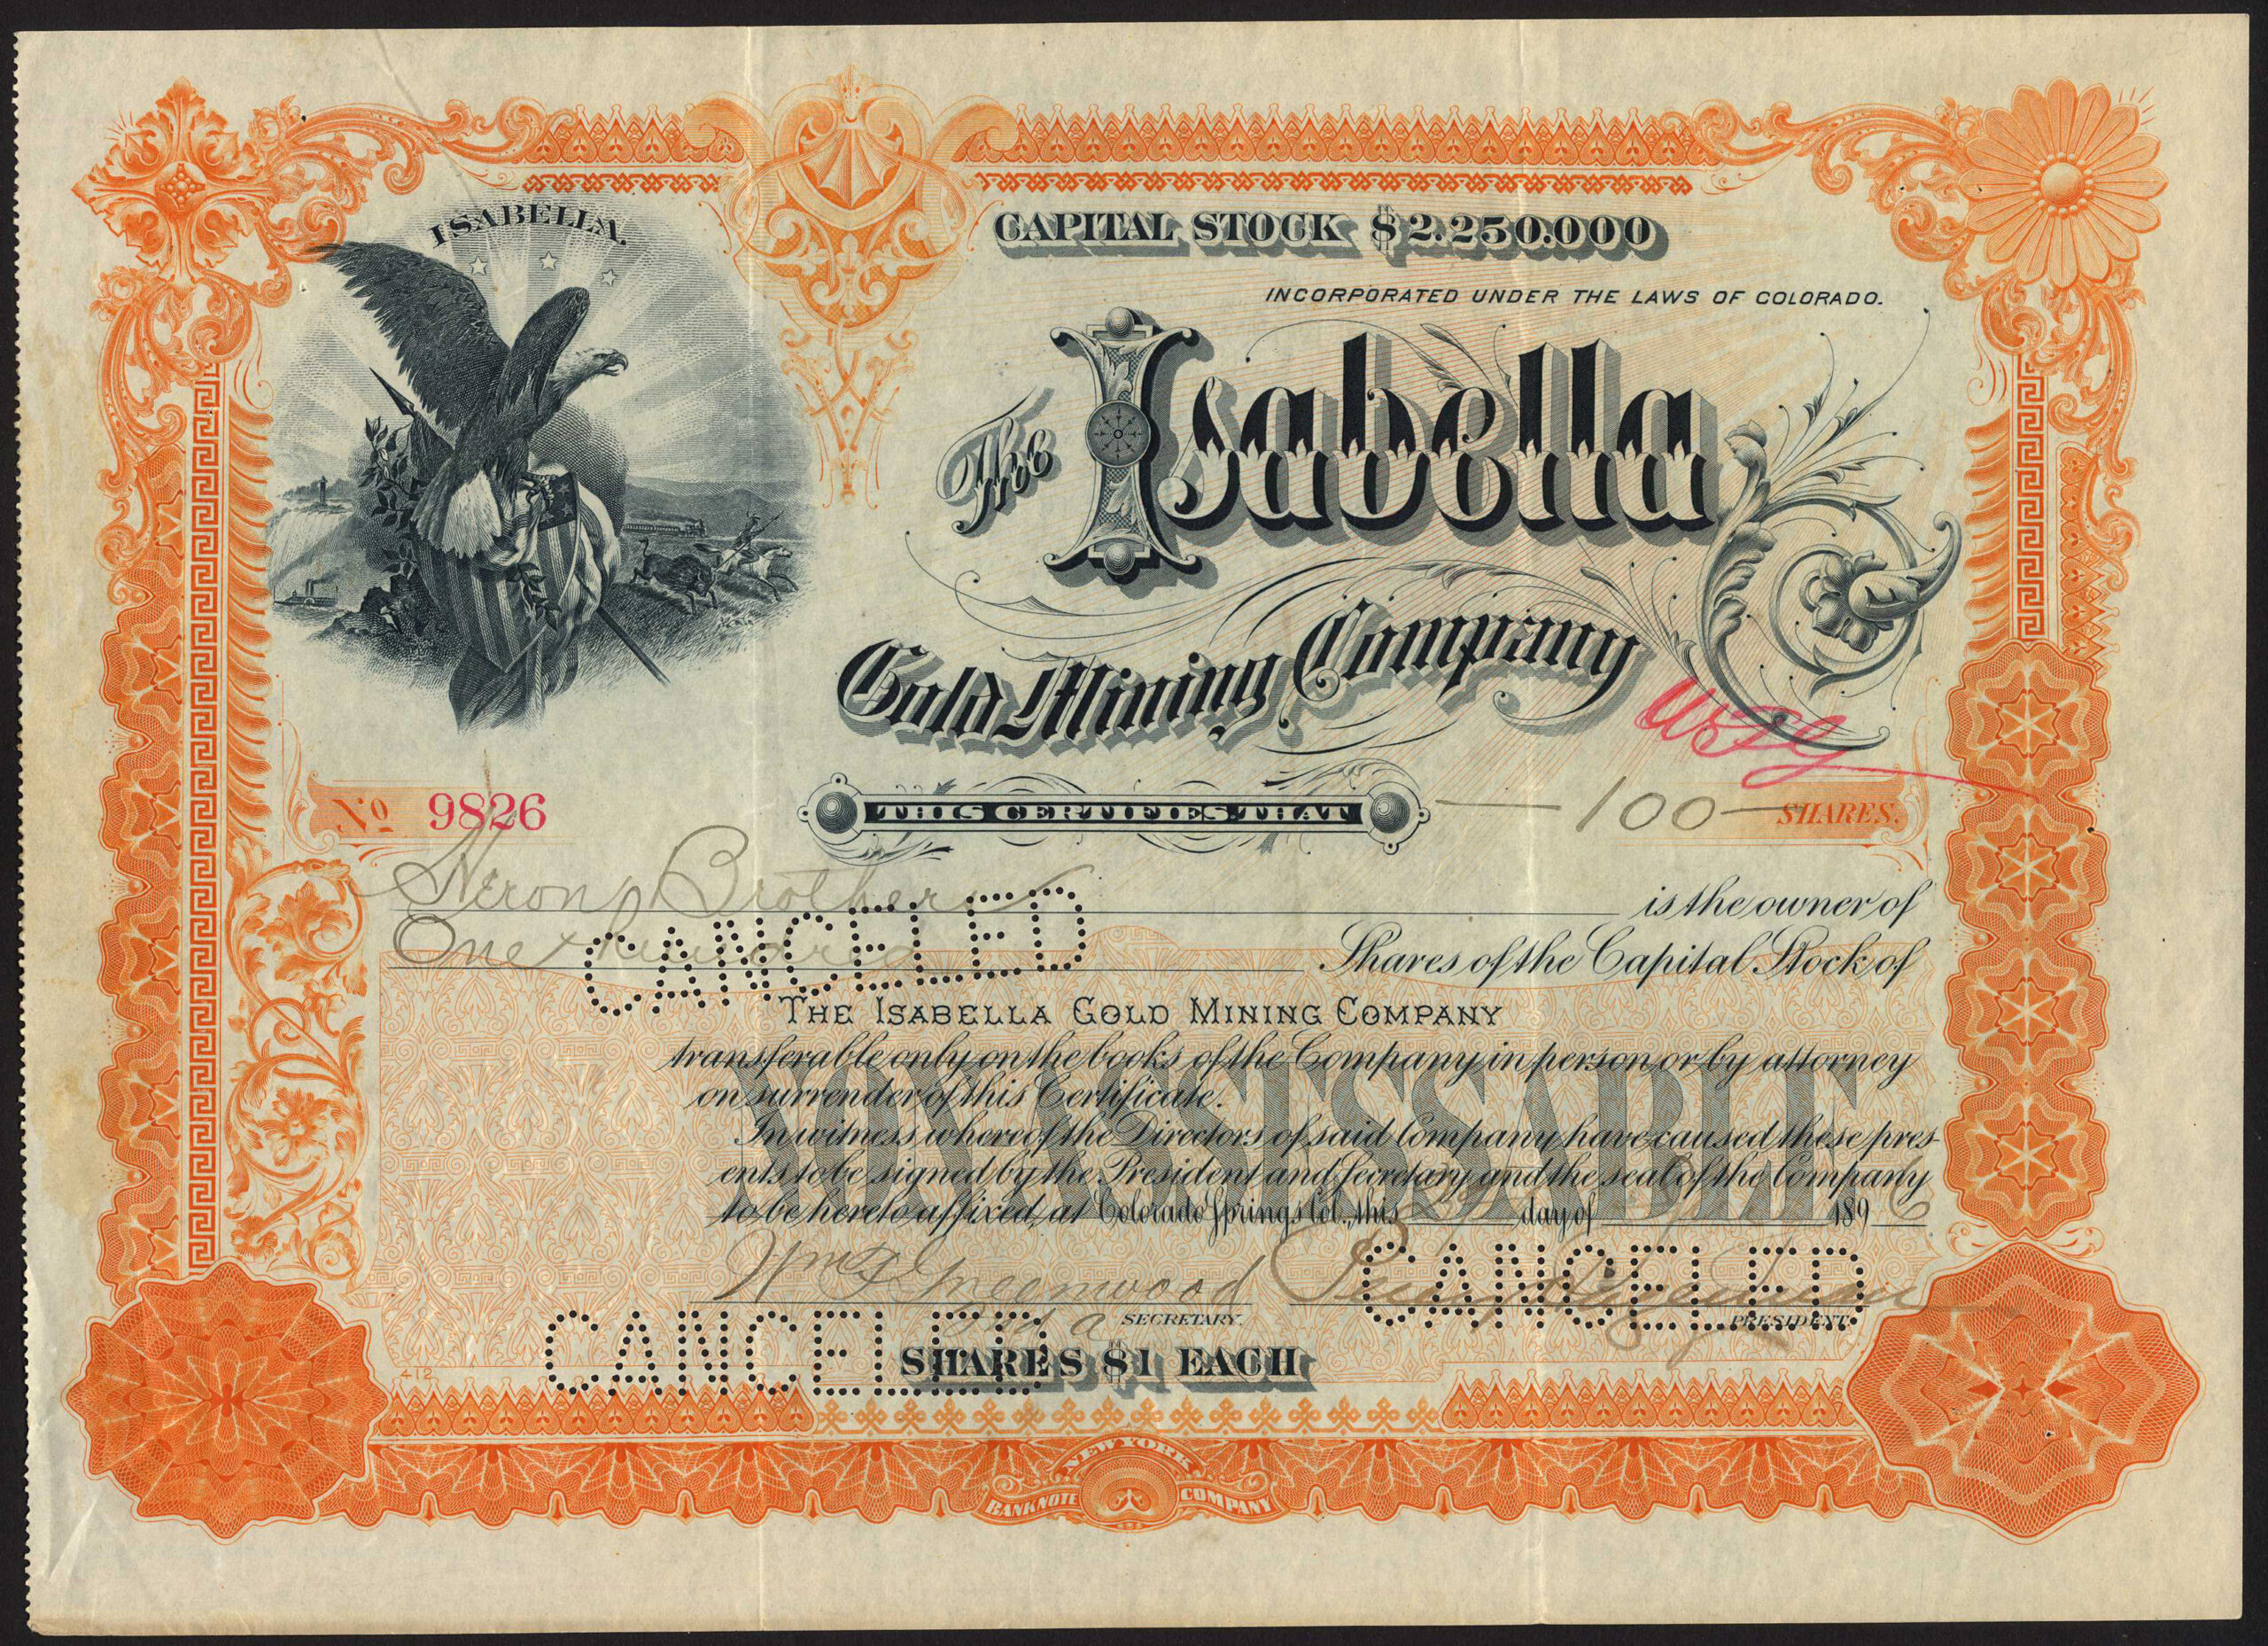 ISABELLA.
CAPITAL STOCK $2.250.000
INCORPORATED UNDER THE LAWS OF COLORADO.
The Isabella
Gold Mining Company
No 9826
THIS CERTIFIES THAT
—100— SHARES.
Brothers is the owner of
One hundred Shares of the Capital Stock of
CANCELED
THE ISABELLA GOLD MINING COMPANY
transferable only on the books of the Company in person or by attorney
on surrender of this Certificate.
In witness whereof the Directors of said Company have caused these pres-
ents to be signed by the President and Secretary and the seal of the Company
to be hereto affixed, at Colorado Springs Col., this day of 1896
NON ASSESSABLE
Wm F Greenwood
CANCELED
SECRETARY.
PRESIDENT.
CANCELED
SHARES $1 EACH
412
NEW YORK
BANK NOTE COMPANY